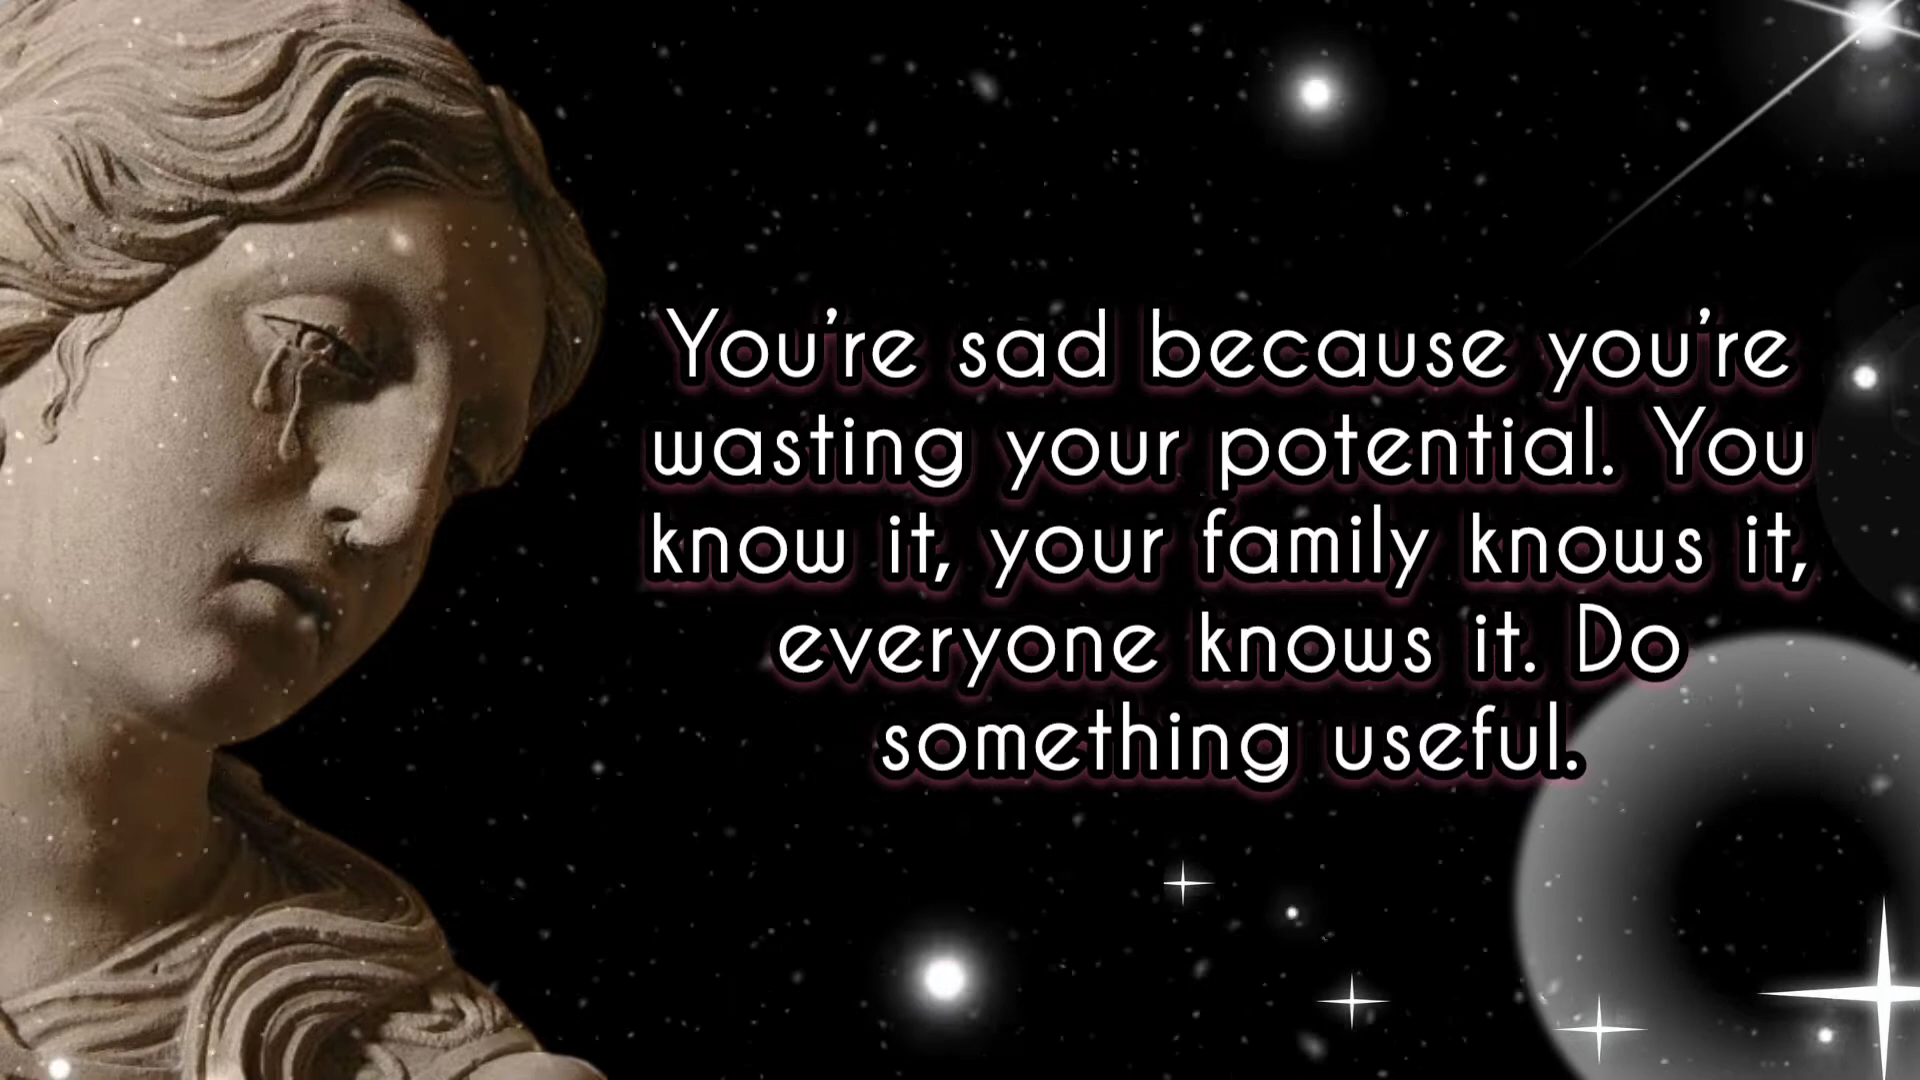 You’re sad because you’re
wasting your potential. You
know it, your family knows it,
everyone knows it. Do
something useful.